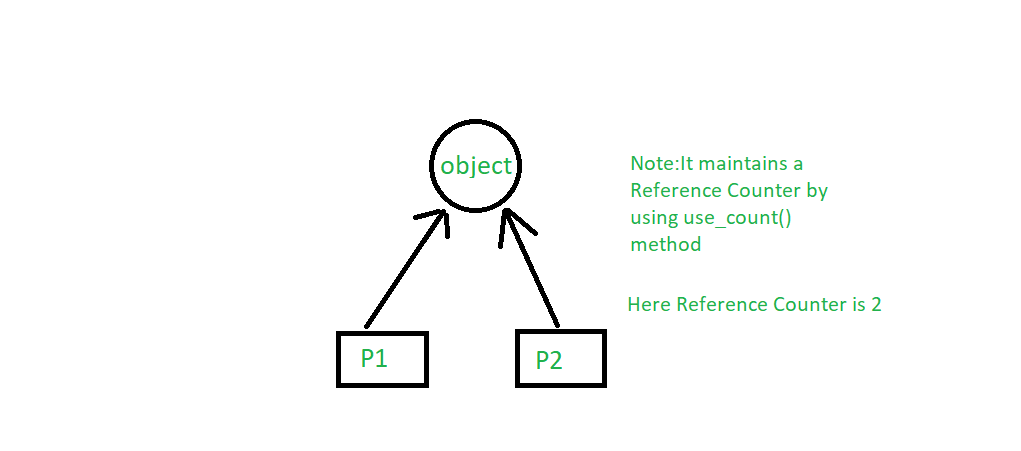 object
Note:It maintains a
Reference Counter by
using use_count()
method
Here Reference Counter is 2
P1
P2